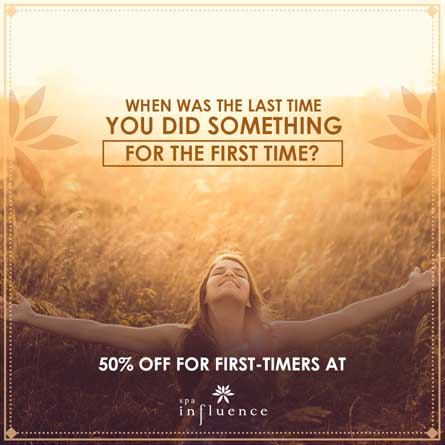 WHEN WAS THE LAST TIME
YOU DID SOMETHING
FOR THE FIRST TIME?
50% OFF FOR FIRST-TIMERS AT
spa
influence